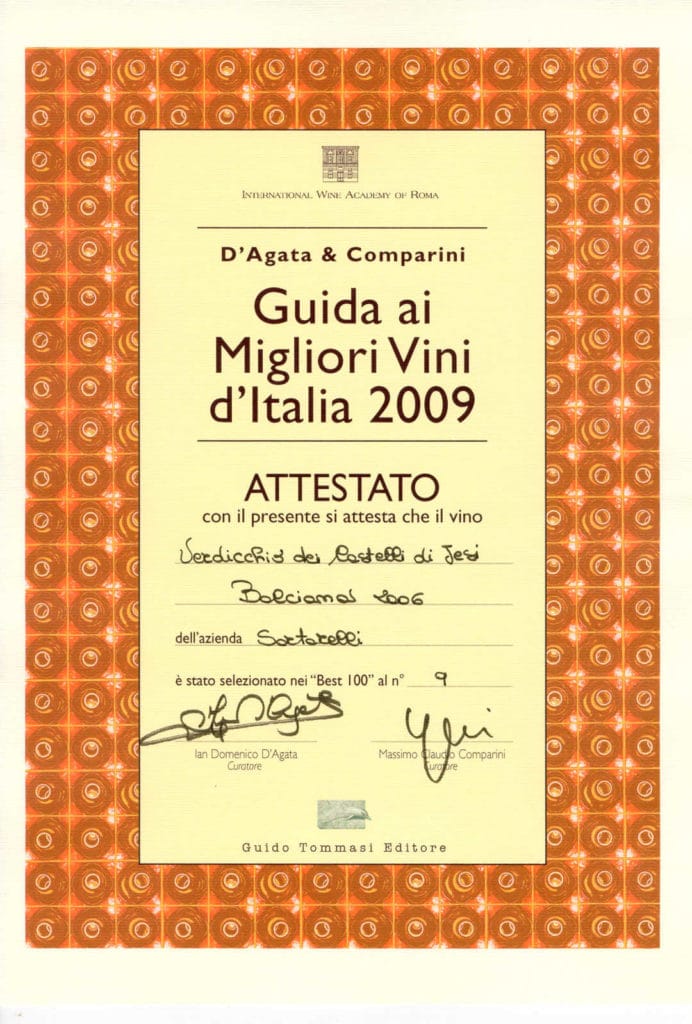 INTERNATIONAL WINE ACADEMY OF ROMA
D'Agata & Comparini
Guida ai
Migliori Vini
d'Italia 2009
ATTESTATO
con il presente si attesta che il vino
Verdicchio dei Castelli di Jesi
Balciana 2006
dell'azienda Sartarelli
è stato selezionato nei "Best 100" al n° 9
Ian Domenico D'Agata Massimo Claudio Comparini
Curatore Curatore
Guido Tommasi Editore